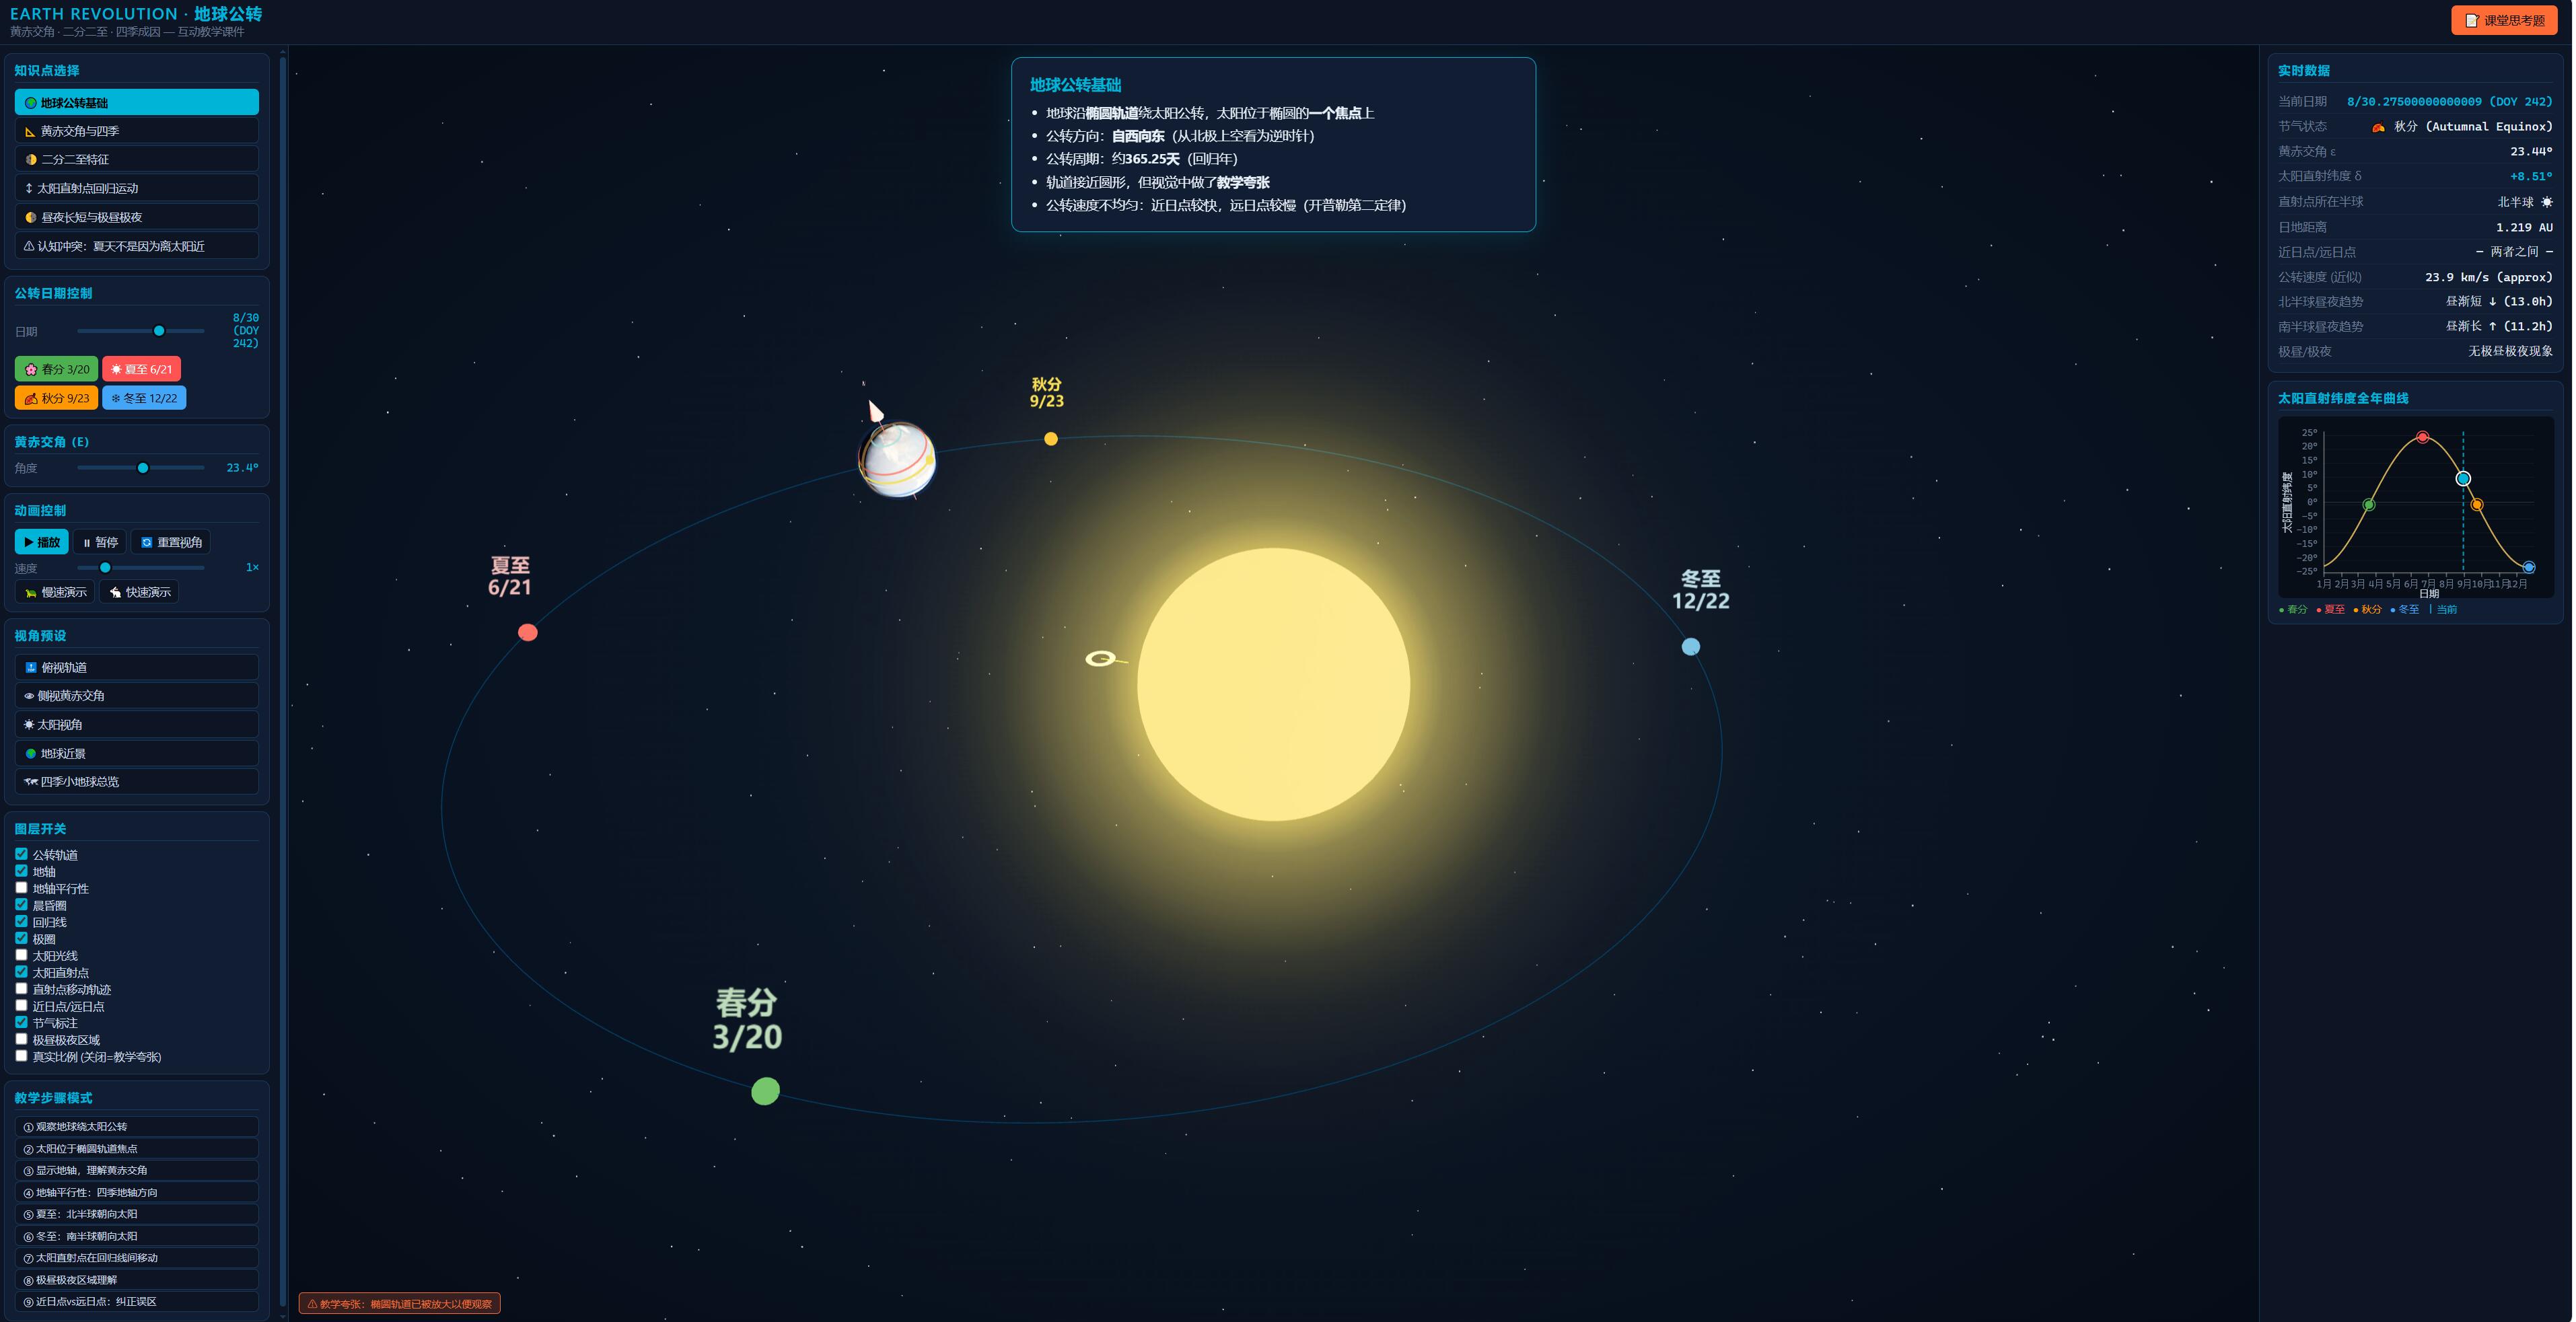 EARTH REVOLUTION · 地球公转
黄赤交角 · 二分二至 · 四季成因 — 互动教学课件
📝 课堂思考题
知识点选择
🌍 地球公转基础
📐 黄赤交角与四季
🌗 二分二至特征
↕ 太阳直射点回归运动
🌓 昼夜长短与极昼极夜
⚠ 认知冲突：夏天不是因为离太阳近
公转日期控制
日期
8/30
(DOY
242)
🌸 春分 3/20
☀ 夏至 6/21
🍂 秋分 9/23
❄ 冬至 12/22
黄赤交角 (E)
角度 23.4°
动画控制
▶ 播放
⏸ 暂停
🔄 重置视角
速度 1×
🐢 慢速演示
🐇 快速演示
视角预设
🔝 俯视轨道
👁 侧视黄赤交角
☀ 太阳视角
🌍 地球近景
🗺 四季小地球总览
图层开关
公转轨道
地轴
地轴平行性
晨昏圈
回归线
极圈
太阳光线
太阳直射点
直射点移动轨迹
近日点/远日点
节气标注
极昼极夜区域
真实比例 (关闭=教学夸张)
教学步骤模式
① 观察地球绕太阳公转
② 太阳位于椭圆轨道焦点
③ 显示地轴，理解黄赤交角
④ 地轴平行性：四季地轴方向
⑤ 夏至：北半球朝向太阳
⑥ 冬至：南半球朝向太阳
⑦ 太阳直射点在回归线间移动
⑧ 极昼极夜区域理解
⑨ 近日点vs远日点：纠正误区
地球公转基础
• 地球沿椭圆轨道绕太阳公转，太阳位于椭圆的一个焦点上
• 公转方向：自西向东（从北极上空看为逆时针）
• 公转周期：约365.25天（回归年）
• 轨道接近圆形，但视觉中做了教学夸张
• 公转速度不均匀：近日点较快，远日点较慢（开普勒第二定律）
秋分
9/23
夏至
6/21
冬至
12/22
春分
3/20
⚠ 教学夸张：椭圆轨道已被放大以便观察
实时数据
当前日期 8/30.27500000000009 (DOY 242)
节气状态 🍂 秋分 (Autumnal Equinox)
黄赤交角 ε 23.44°
太阳直射纬度 δ +8.51°
直射点所在半球 北半球 ☀
日地距离 1.219 AU
近日点/远日点 — 两者之间 —
公转速度 (近似) 23.9 km/s (approx)
北半球昼夜趋势 昼渐短 ↓ (13.0h)
南半球昼夜趋势 昼渐长 ↑ (11.2h)
极昼/极夜 无极昼极夜现象
太阳直射纬度全年曲线
太阳直射纬度
25°
20°
15°
10°
5°
0°
-5°
-10°
-15°
-20°
-25°
1月 2月 3月 4月 5月 6月 7月 8月 9月 10月 11月 12月
日期
● 春分 ● 夏至 ● 秋分 ● 冬至 | 当前